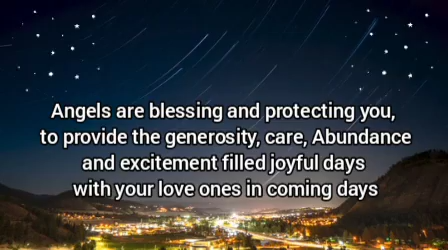 Angels are blessing and protecting you,
to provide the generosity, care, Abundance
and excitement filled joyful days
with your love ones in coming days